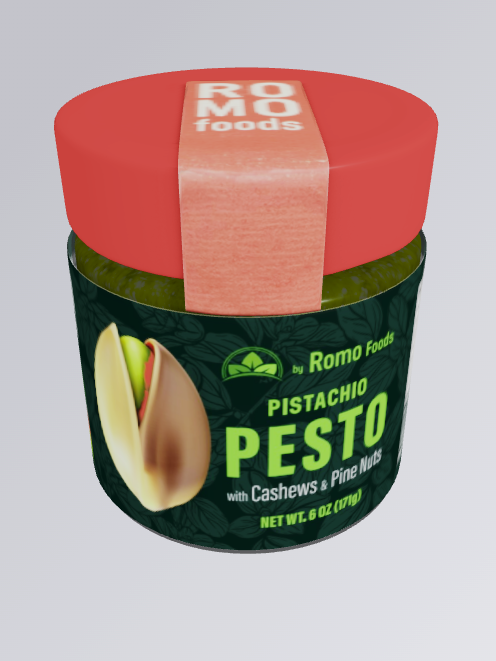 RO
MO
foods
by Romo Foods
PISTACHIO
PESTO
with Cashews & Pine Nuts
NET WT. 6 OZ (171g)